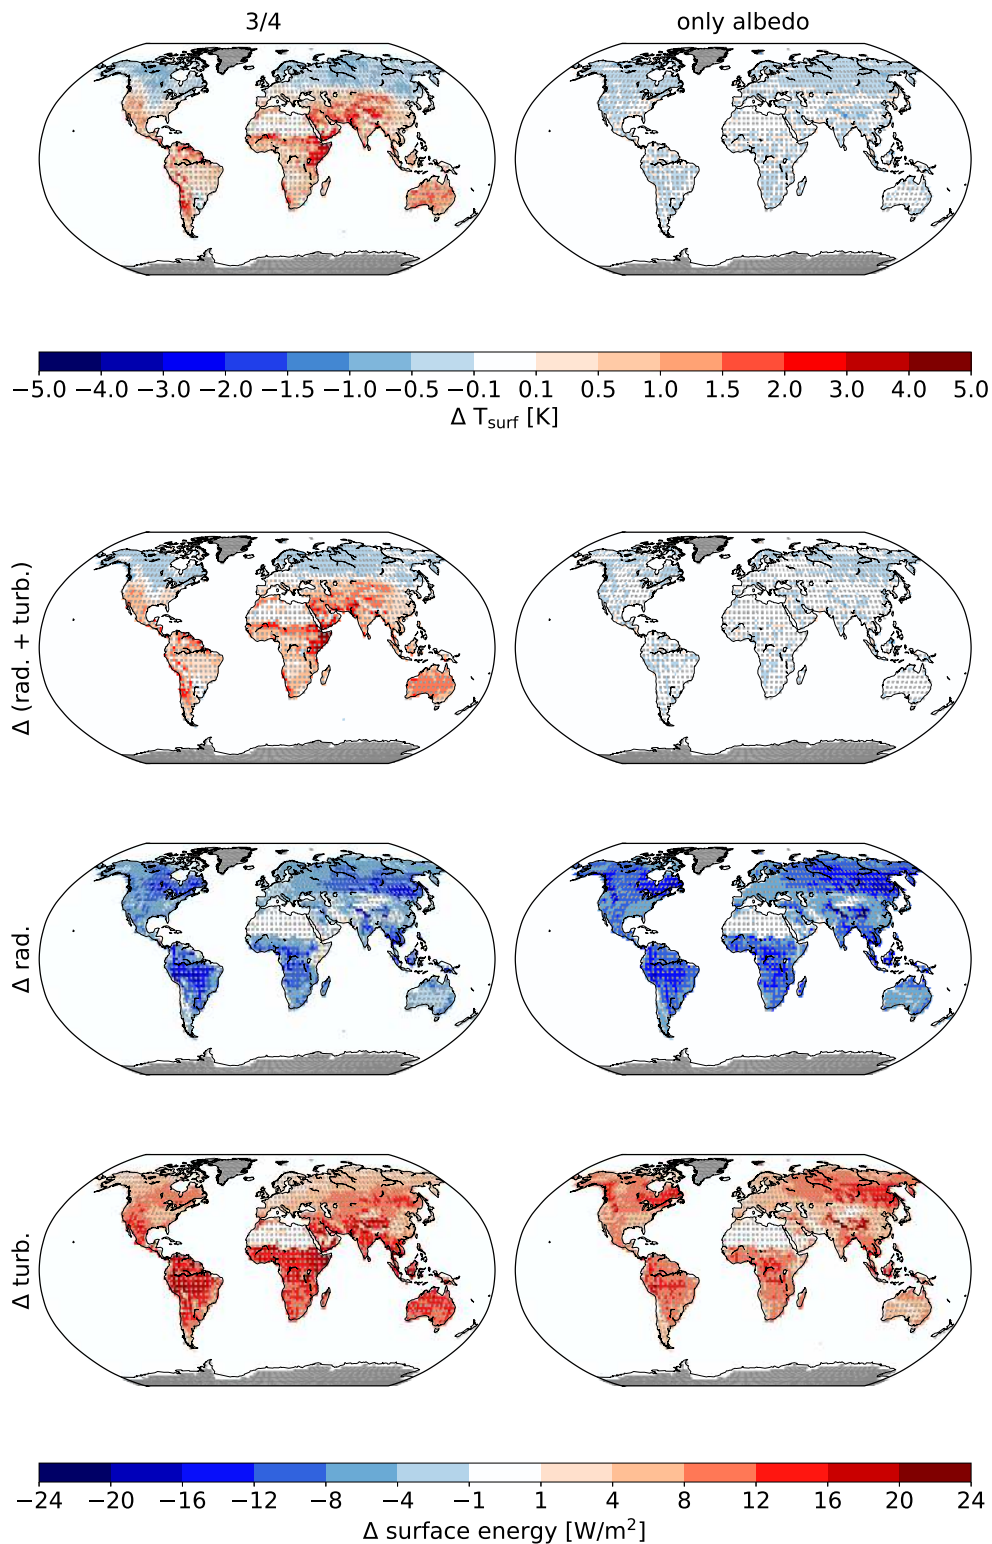 3/4 only albedo
−5.0 −4.0 −3.0 −2.0 −1.5 −1.0 −0.5 −0.1 0.1 0.5 1.0 1.5 2.0 3.0 4.0 5.0
Δ T_surf [K]
Δ (rad. + turb.)
Δ rad.
Δ turb.
−24 −20 −16 −12 −8 −4 −1 1 4 8 12 16 20 24
Δ surface energy [W/m²]